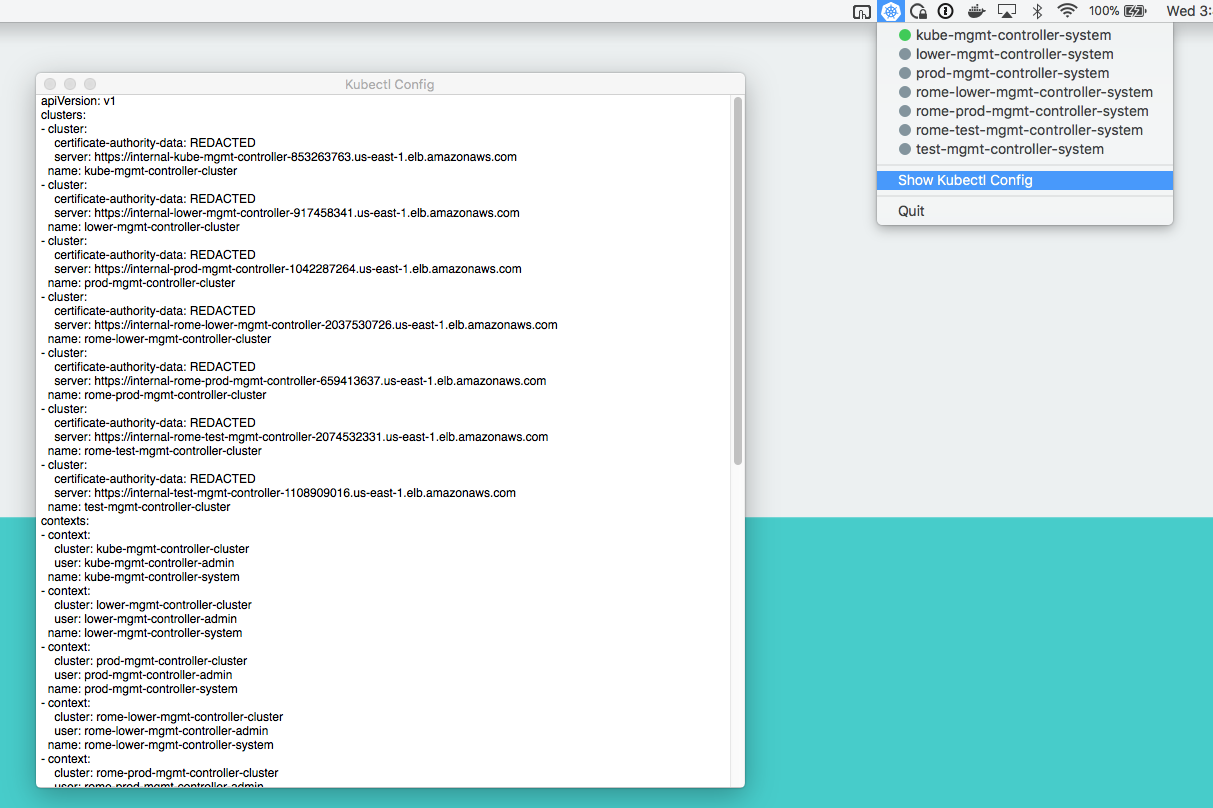 100% Wed 3:
kube-mgmt-controller-system
lower-mgmt-controller-system
prod-mgmt-controller-system
rome-lower-mgmt-controller-system
rome-prod-mgmt-controller-system
rome-test-mgmt-controller-system
test-mgmt-controller-system
Show Kubectl Config
Quit
Kubectl Config
apiVersion: v1
clusters:
- cluster:
certificate-authority-data: REDACTED
server: https://internal-kube-mgmt-controller-853263763.us-east-1.elb.amazonaws.com
name: kube-mgmt-controller-cluster
- cluster:
certificate-authority-data: REDACTED
server: https://internal-lower-mgmt-controller-917458341.us-east-1.elb.amazonaws.com
name: lower-mgmt-controller-cluster
- cluster:
certificate-authority-data: REDACTED
server: https://internal-prod-mgmt-controller-1042287264.us-east-1.elb.amazonaws.com
name: prod-mgmt-controller-cluster
- cluster:
certificate-authority-data: REDACTED
server: https://internal-rome-lower-mgmt-controller-2037530726.us-east-1.elb.amazonaws.com
name: rome-lower-mgmt-controller-cluster
- cluster:
certificate-authority-data: REDACTED
server: https://internal-rome-prod-mgmt-controller-659413637.us-east-1.elb.amazonaws.com
name: rome-prod-mgmt-controller-cluster
- cluster:
certificate-authority-data: REDACTED
server: https://internal-rome-test-mgmt-controller-2074532331.us-east-1.elb.amazonaws.com
name: rome-test-mgmt-controller-cluster
- cluster:
certificate-authority-data: REDACTED
server: https://internal-test-mgmt-controller-1108909016.us-east-1.elb.amazonaws.com
name: test-mgmt-controller-cluster
contexts:
- context:
cluster: kube-mgmt-controller-cluster
user: kube-mgmt-controller-admin
name: kube-mgmt-controller-system
- context:
cluster: lower-mgmt-controller-cluster
user: lower-mgmt-controller-admin
name: lower-mgmt-controller-system
- context:
cluster: prod-mgmt-controller-cluster
user: prod-mgmt-controller-admin
name: prod-mgmt-controller-system
- context:
cluster: rome-lower-mgmt-controller-cluster
user: rome-lower-mgmt-controller-admin
name: rome-lower-mgmt-controller-system
- context:
cluster: rome-prod-mgmt-controller-cluster
user: rome-prod-mgmt-controller-admin